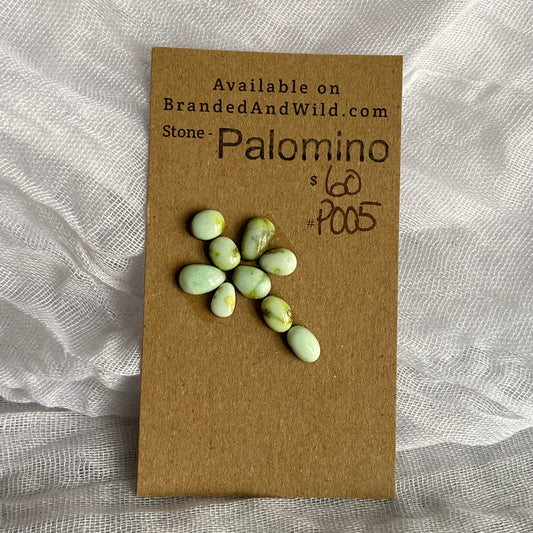 Available on
BrandedAndWild.com
Stone - Palomino
$ 60
# P005